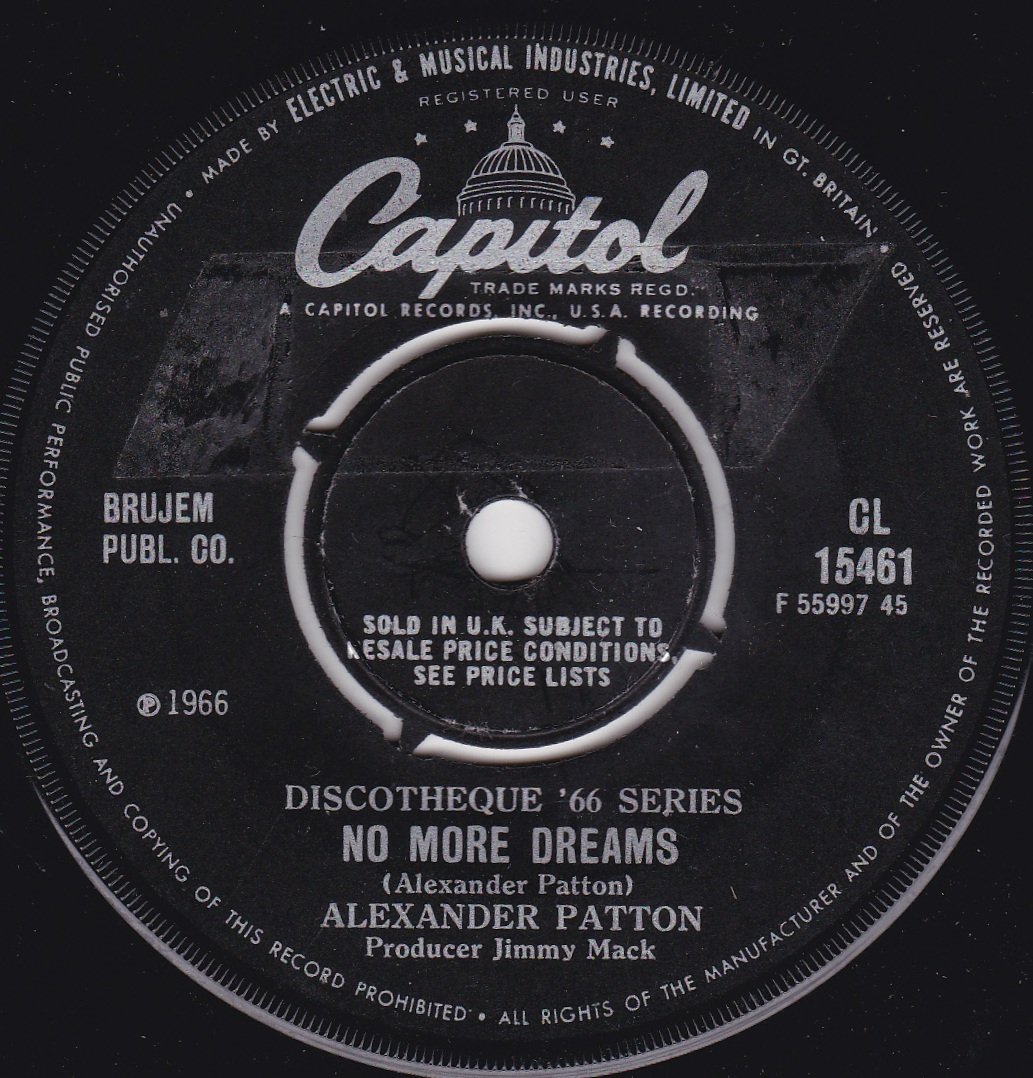 MADE BY ELECTRIC & MUSICAL INDUSTRIES, LIMITED IN GT. BRITAIN
REGISTERED USER
Capitol
TRADE MARKS REGD.
A CAPITOL RECORDS, INC., U.S.A. RECORDING
BRUJEM
PUBL. CO.
CL
15461
F 55997 45
SOLD IN U.K. SUBJECT TO
RESALE PRICE CONDITIONS,
SEE PRICE LISTS
℗ 1966
DISCOTHEQUE '66 SERIES
NO MORE DREAMS
(Alexander Patton)
ALEXANDER PATTON
Producer Jimmy Mack
UNAUTHORISED PUBLIC PERFORMANCE, BROADCASTING AND COPYING OF THIS RECORD PROHIBITED • ALL RIGHTS OF THE MANUFACTURER AND OF THE OWNER OF THE RECORDED WORK ARE RESERVED